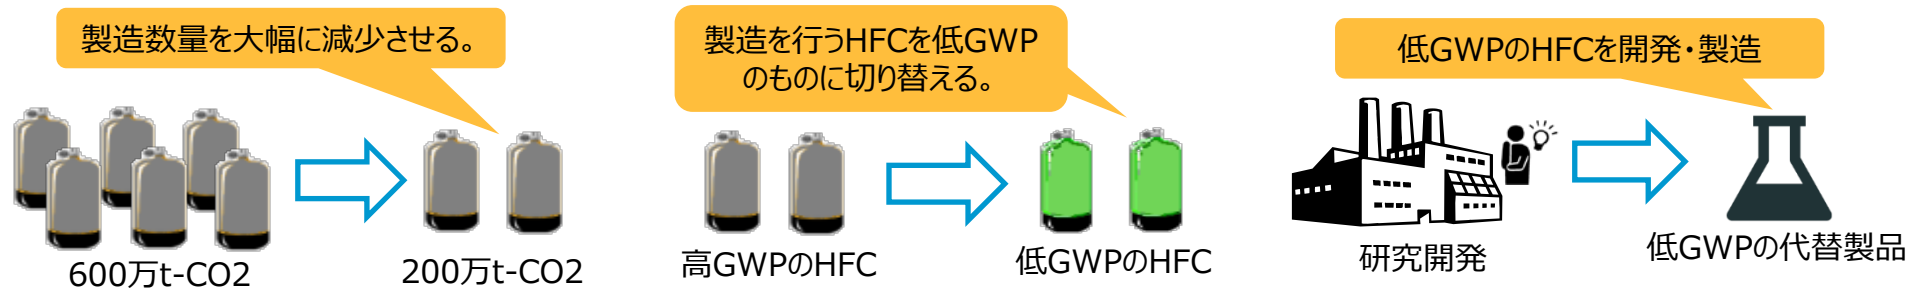 製造数量を大幅に減少させる。
600万t-CO2
200万t-CO2
製造を行うHFCを低GWP
のものに切り替える。
高GWPのHFC
低GWPのHFC
低GWPのHFCを開発・製造
研究開発
低GWPの代替製品